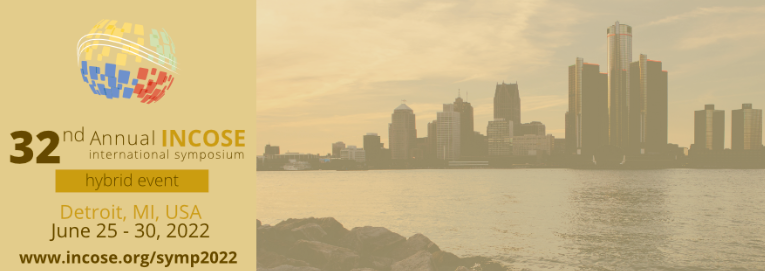 32nd Annual INCOSE
international symposium
hybrid event
Detroit, MI, USA
June 25 - 30, 2022
www.incose.org/symp2022